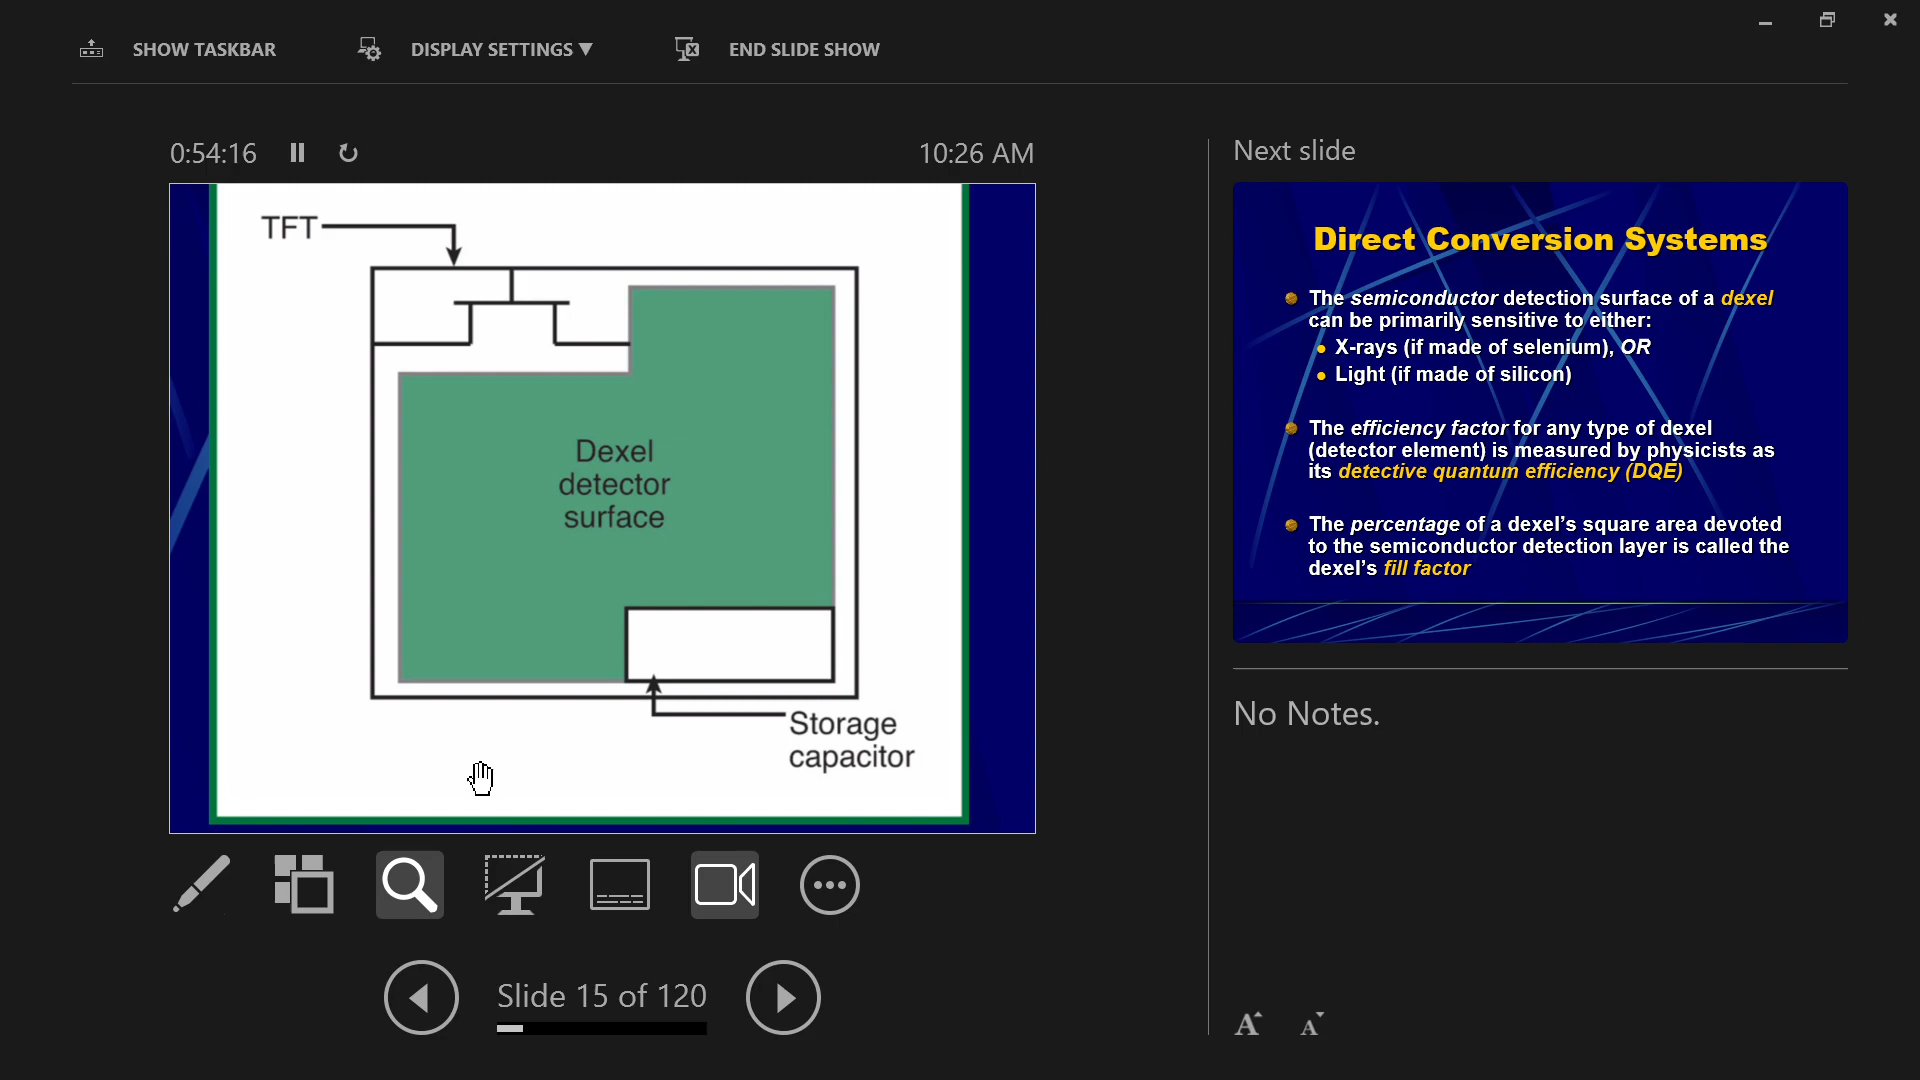 SHOW TASKBAR
DISPLAY SETTINGS ▼
END SLIDE SHOW
0:54:16
10:26 AM
TFT
Dexel
detector
surface
Storage
capacitor
Slide 15 of 120
Next slide
Direct Conversion Systems
The semiconductor detection surface of a dexel
can be primarily sensitive to either:
X-rays (if made of selenium), OR
Light (if made of silicon)
The efficiency factor for any type of dexel
(detector element) is measured by physicists as
its detective quantum efficiency (DQE)
The percentage of a dexel's square area devoted
to the semiconductor detection layer is called the
dexel's fill factor
No Notes.
A A